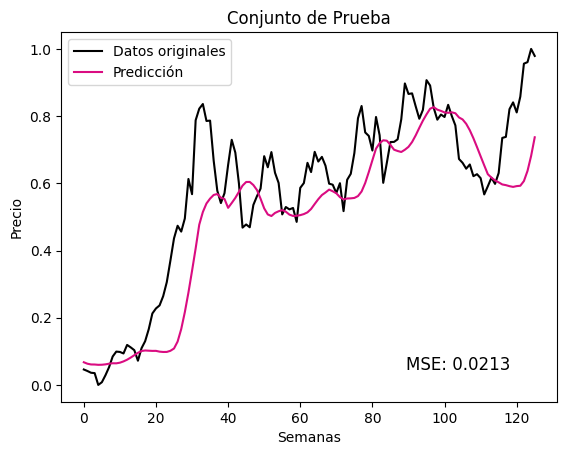 Conjunto de Prueba
Datos originales
Predicción
1.0
0.8
0.6
0.4
0.2
0.0
Precio
MSE: 0.0213
0 20 40 60 80 100 120
Semanas